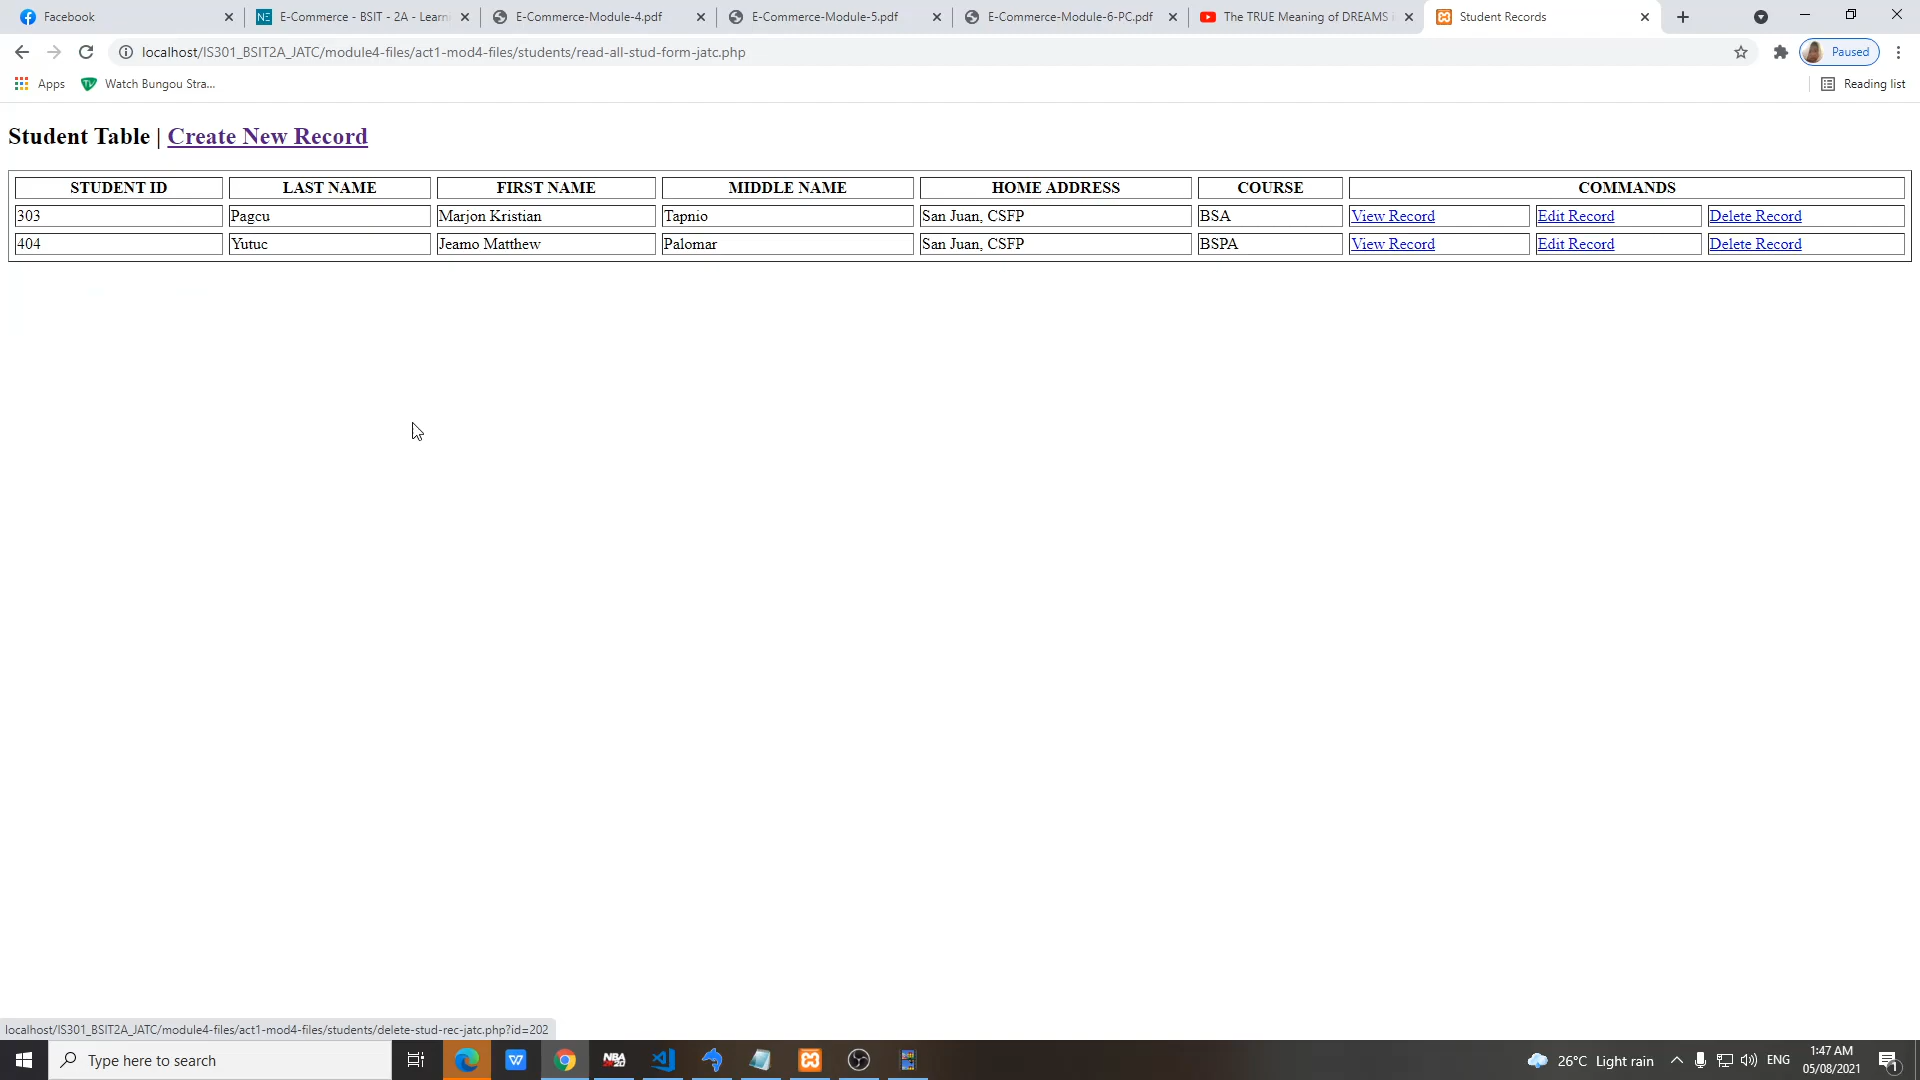 Facebook
E-Commerce - BSIT - 2A - Learni
E-Commerce-Module-4.pdf
E-Commerce-Module-5.pdf
E-Commerce-Module-6-PC.pdf
The TRUE Meaning of DREAMS i
Student Records
localhost/IS301_BSIT2A_JATC/module4-files/act1-mod4-files/students/read-all-stud-form-jatc.php
Paused
Apps
Watch Bungou Stra...
Reading list
Student Table | Create New Record
STUDENT ID LAST NAME FIRST NAME MIDDLE NAME HOME ADDRESS COURSE COMMANDS
303 Pagcu Marjon Kristian Tapnio San Juan, CSFP BSA View Record Edit Record Delete Record
404 Yutuc Jeamo Matthew Palomar San Juan, CSFP BSPA View Record Edit Record Delete Record
localhost/IS301_BSIT2A_JATC/module4-files/act1-mod4-files/students/delete-stud-rec-jatc.php?id=202
Type here to search
26°C Light rain
ENG
1:47 AM
05/08/2021